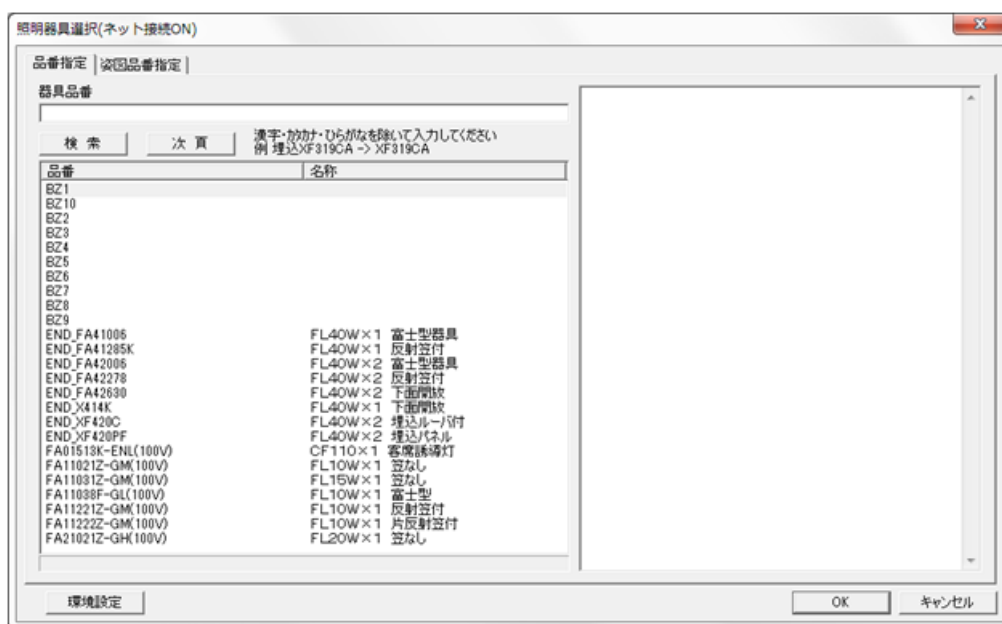 照明器具選択(ネット接続ON)
品番指定 姿図品番指定
器具品番
検索 次頁 漢字・カタカナ・ひらがなを除いて入力してください
例 埋込XF319CA -> XF319CA
品番 名称
BZ1
BZ10
BZ2
BZ3
BZ4
BZ5
BZ6
BZ7
BZ8
BZ9
END_FA41006 FL40W×1 富士型器具
END_FA41285K FL40W×1 反射笠付
END_FA42006 FL40W×2 富士型器具
END_FA42278 FL40W×2 反射笠付
END_FA42630 FL40W×2 下面開放
END_X414K FL40W×1 下面開放
END_XF420C FL40W×2 埋込ルーバ付
END_XF420PF FL40W×2 埋込パネル
FA01513K-ENL(100V) CF110×1 客席誘導灯
FA11021Z-GM(100V) FL10W×1 笠なし
FA11031Z-GM(100V) FL15W×1 笠なし
FA11038F-GL(100V) FL10W×1 富士型
FA11221Z-GM(100V) FL10W×1 反射笠付
FA11222Z-GM(100V) FL10W×1 片反射笠付
FA21021Z-GH(100V) FL20W×1 笠なし
環境設定 OK キャンセル